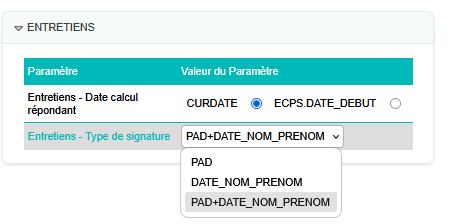 ENTRETIENS
Paramètre Valeur du Paramètre
Entretiens - Date calcul répondant CURDATE ECPS.DATE_DEBUT
Entretiens - Type de signature PAD+DATE_NOM_PRENOM
PAD
DATE_NOM_PRENOM
PAD+DATE_NOM_PRENOM